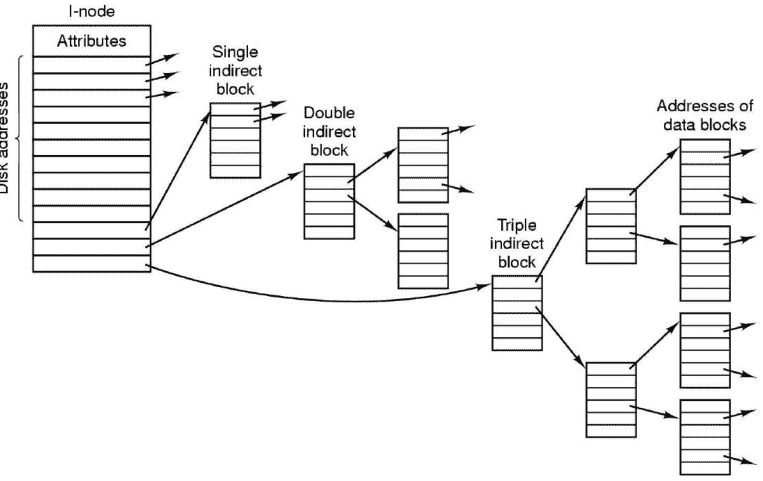 I-node
Attributes
Disk addresses
Single
indirect
block
Double
indirect
block
Triple
indirect
block
Addresses of
data blocks